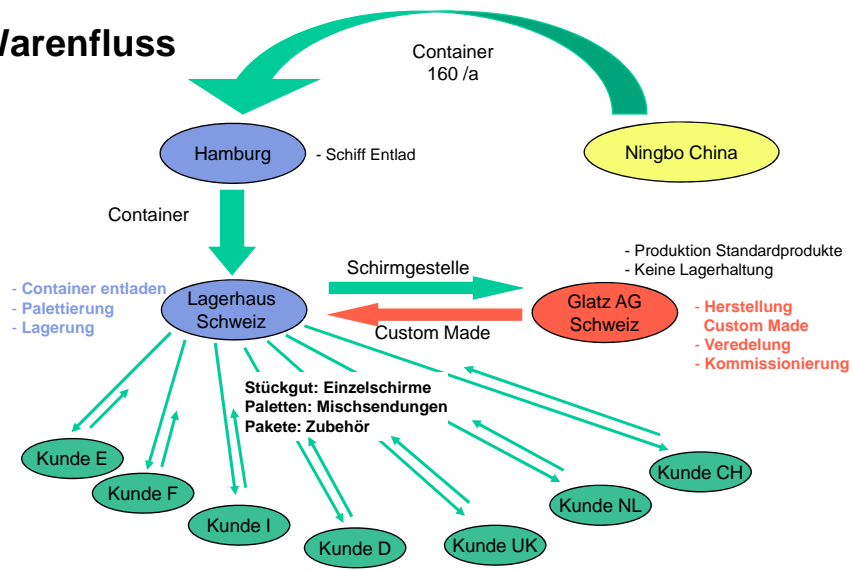 Warenfluss
Container
160 /a
Hamburg
- Schiff Entlad
Ningbo China
Container
- Produktion Standardprodukte
- Keine Lagerhaltung
Schirmgestelle
- Container entladen
- Palettierung
- Lagerung
Lagerhaus
Schweiz
Glatz AG
Schweiz
- Herstellung
Custom Made
- Veredelung
- Kommissionierung
Custom Made
Stückgut: Einzelschirme
Paletten: Mischsendungen
Pakete: Zubehör
Kunde E
Kunde F
Kunde I
Kunde D
Kunde UK
Kunde NL
Kunde CH